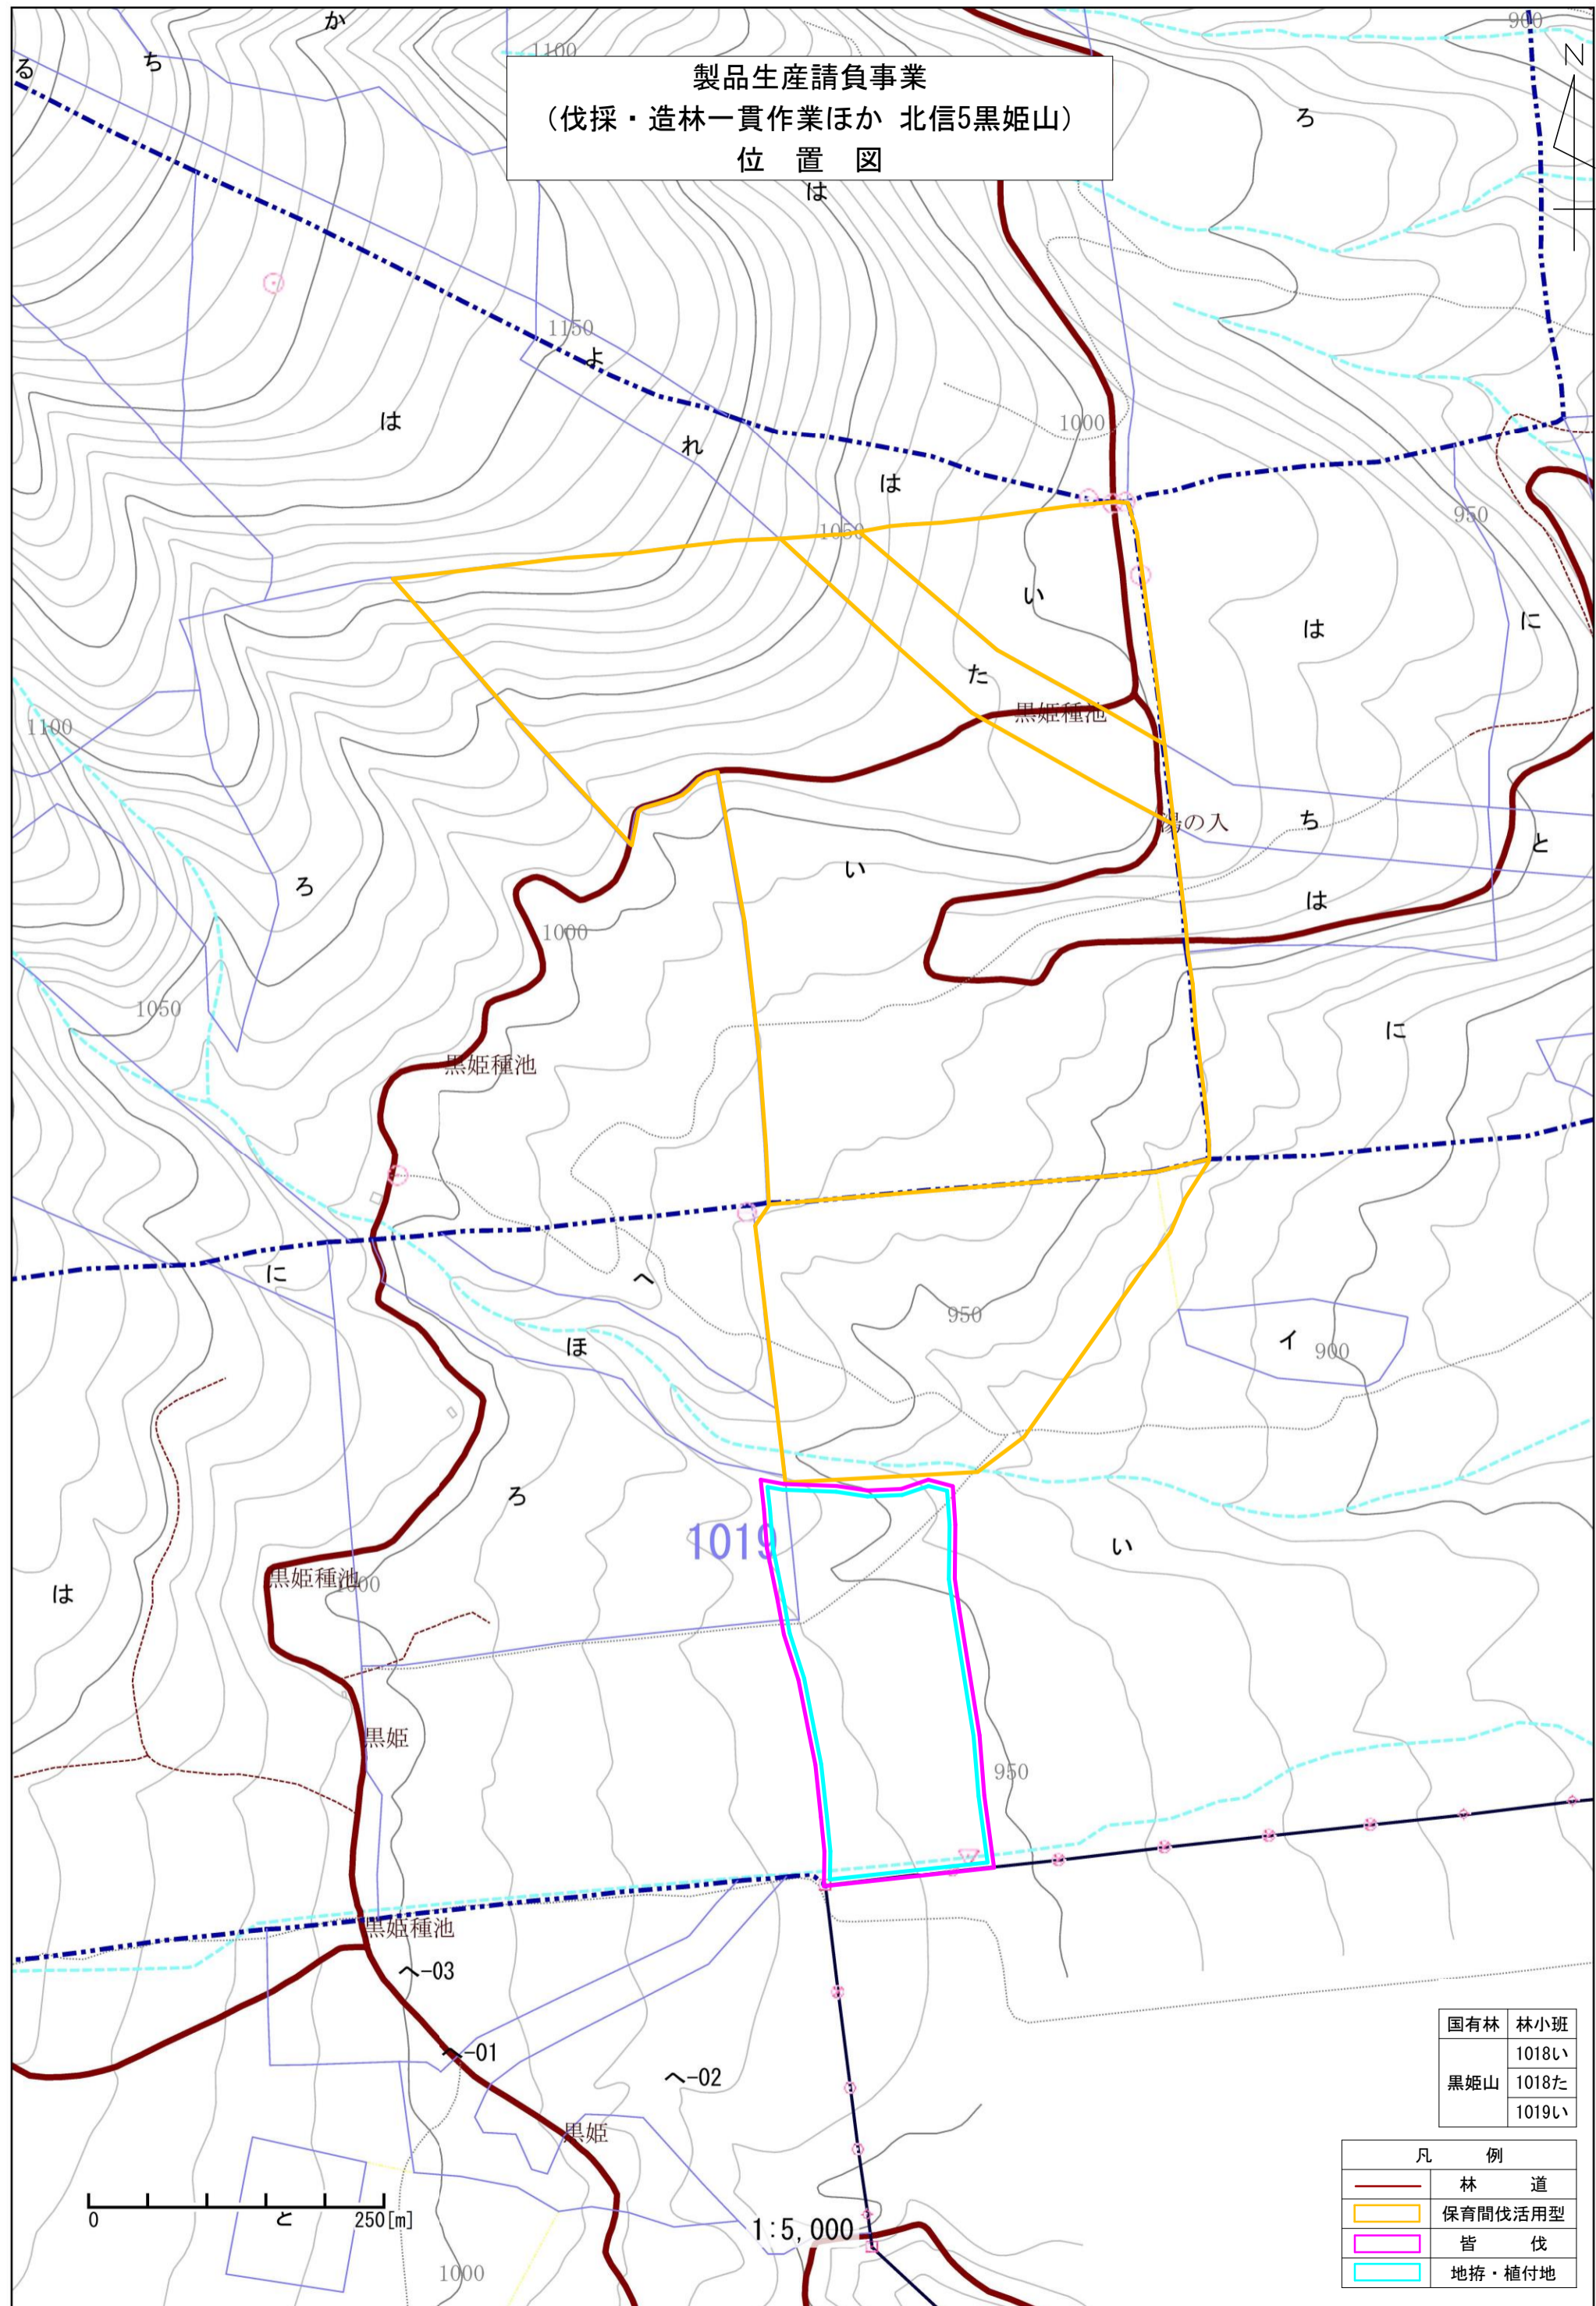 製品生産請負事業
（伐採・造林一貫作業ほか 北信5黒姫山）
位 置 図
N
900
1100
か
ち
る
ろ
は
1150
よ
は
れ
1000
は
1050
950
い
は
に
た
黒姫種池
1100
湯の入
ち
と
い
ろ
は
1000
1050
に
黒姫種池
に
へ
950
ほ
イ
900
ろ
1019
い
黒姫種池
1000
は
黒姫
950
黒姫種池
へ-03
へ-01
へ-02
黒姫
国有林 林小班
黒姫山
1018い
1018た
1019い
凡 例
林 道
保育間伐活用型
皆 伐
地拵・植付地
0
と
250[m]
1:5,000
1000